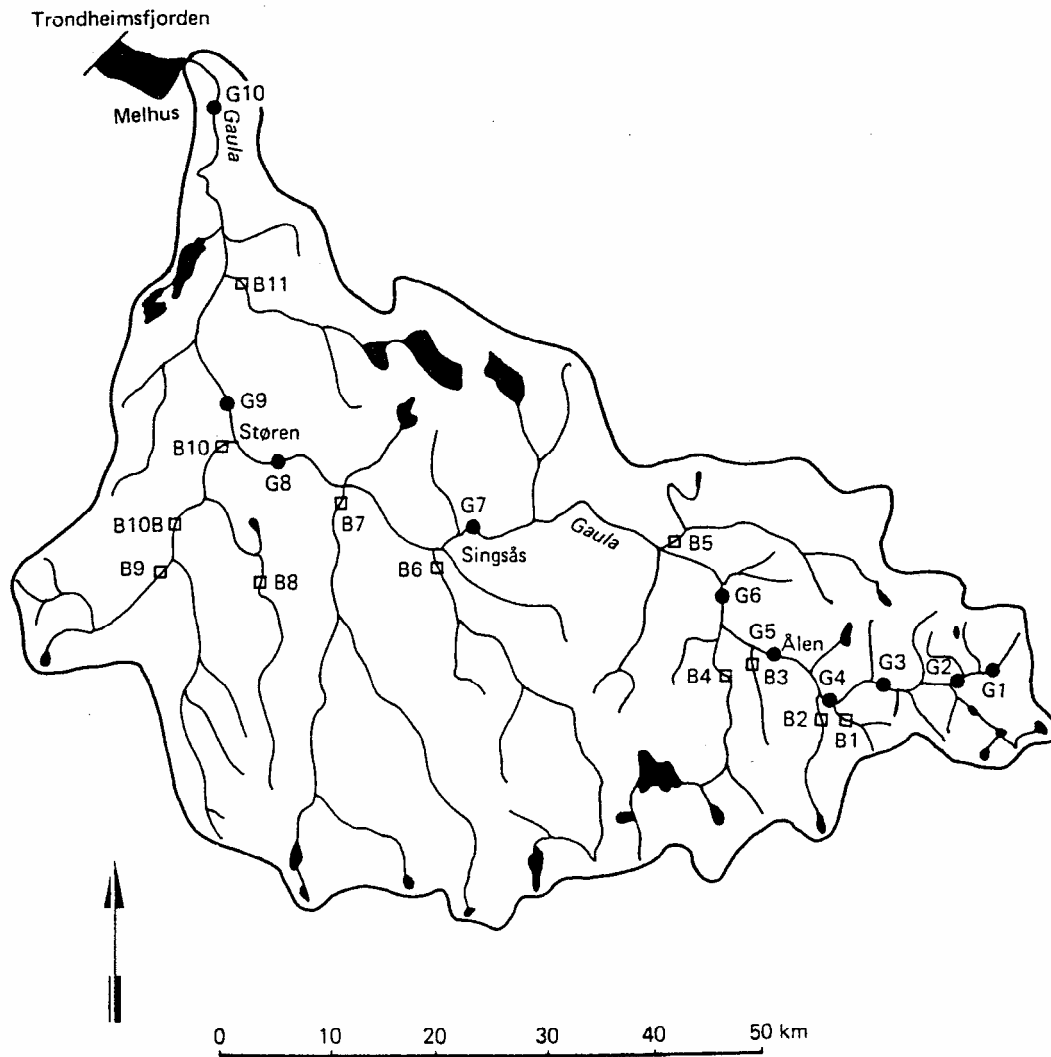 Trondheimsfjorden
G10
Melhus
Gaula
B11
G9
Støren
B10
G8
G7
B7
Gaula
B10B
Singsås
B5
B9
B8
B6
G6
G5
Ålen
B4
B3
G4
G3
G2
G1
B2
B1
0 10 20 30 40 50 km